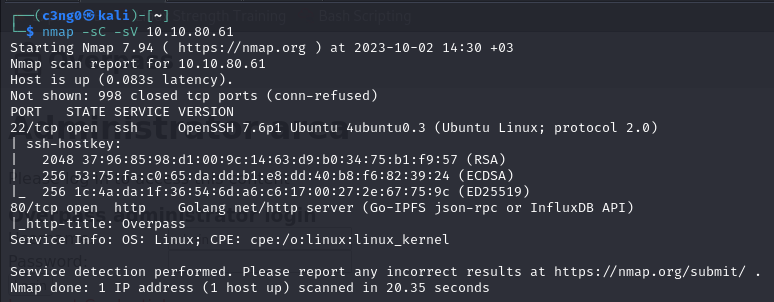 Strength Training Bash Scripting
┌──(c3ng0㉿kali)-[~]
└─$ nmap -sC -sV 10.10.80.61
Starting Nmap 7.94 ( https://nmap.org ) at 2023-10-02 14:30 +03
Nmap scan report for 10.10.80.61
Host is up (0.083s latency).
Not shown: 998 closed tcp ports (conn-refused)
PORT   STATE SERVICE VERSION
22/tcp open  ssh     OpenSSH 7.6p1 Ubuntu 4ubuntu0.3 (Ubuntu Linux; protocol 2.0)
| ssh-hostkey:
|   2048 37:96:85:98:d1:00:9c:14:63:d9:b0:34:75:b1:f9:57 (RSA)
|   256 53:75:fa:c0:65:da:dd:b1:e8:dd:40:b8:f6:82:39:24 (ECDSA)
|_  256 1c:4a:da:1f:36:54:6d:a6:c6:17:00:27:2e:67:75:9c (ED25519)
80/tcp open  http    Golang net/http server (Go-IPFS json-rpc or InfluxDB API)
|_http-title: Overpass
Service Info: OS: Linux; CPE: cpe:/o:linux:linux_kernel
Service detection performed. Please report any incorrect results at https://nmap.org/submit/ .
Nmap done: 1 IP address (1 host up) scanned in 20.35 seconds